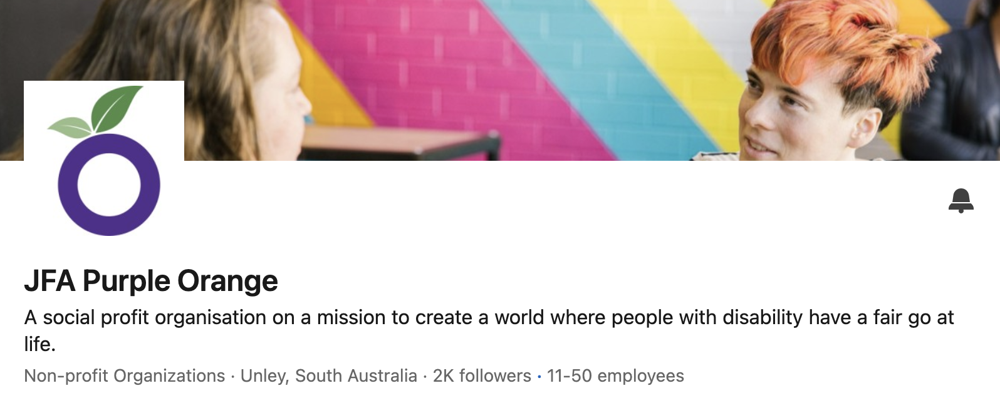 JFA Purple Orange
A social profit organisation on a mission to create a world where people with disability have a fair go at
life.
Non-profit Organizations · Unley, South Australia · 2K followers · 11-50 employees